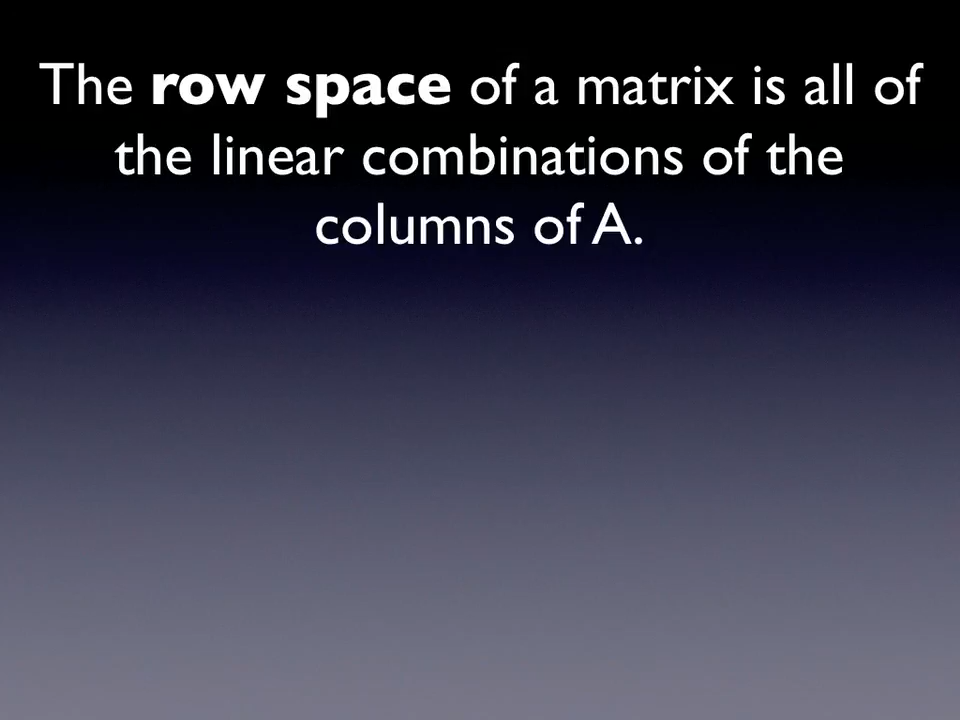 The row space of a matrix is all of
the linear combinations of the
columns of A.